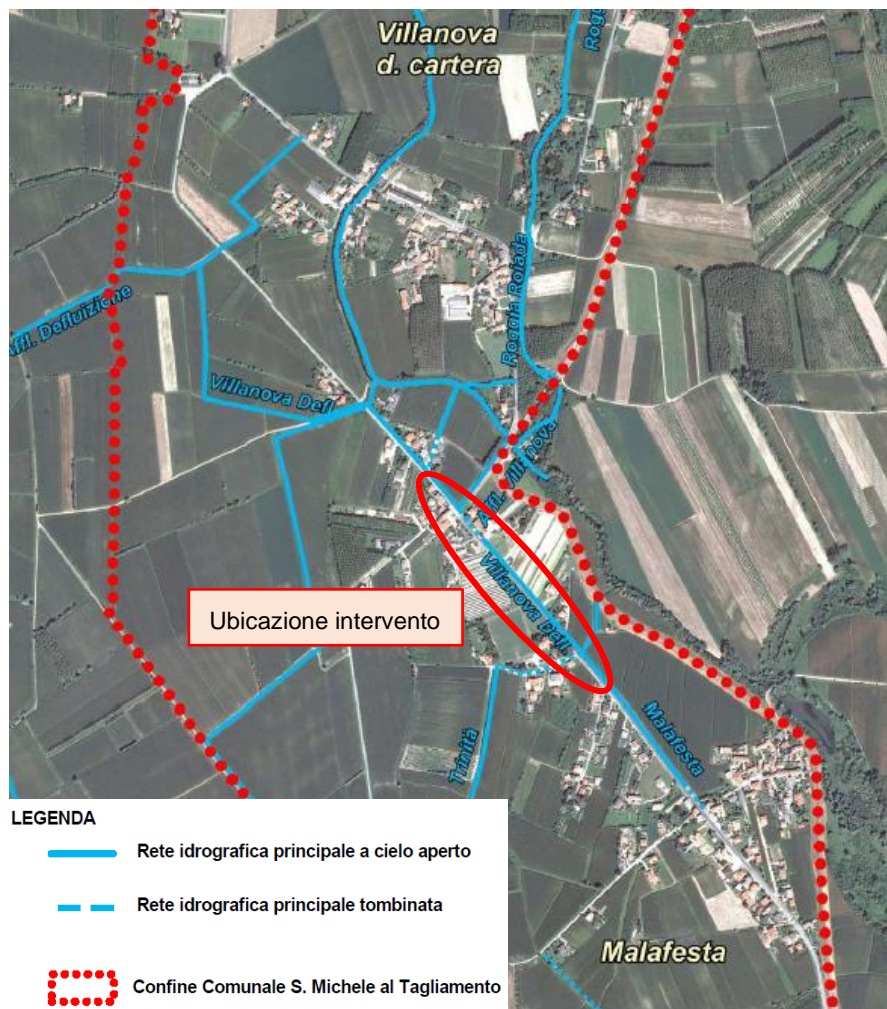 Villanova
d. cartera
Rogg
Roggia Roiada
Affl. Defluizione
Villanova Defl.
Affl. Villanova
Villanova Defl.
Ubicazione intervento
Malafesta
Trinità
LEGENDA
Rete idrografica principale a cielo aperto
Rete idrografica principale tombinata
Malafesta
Confine Comunale S. Michele al Tagliamento